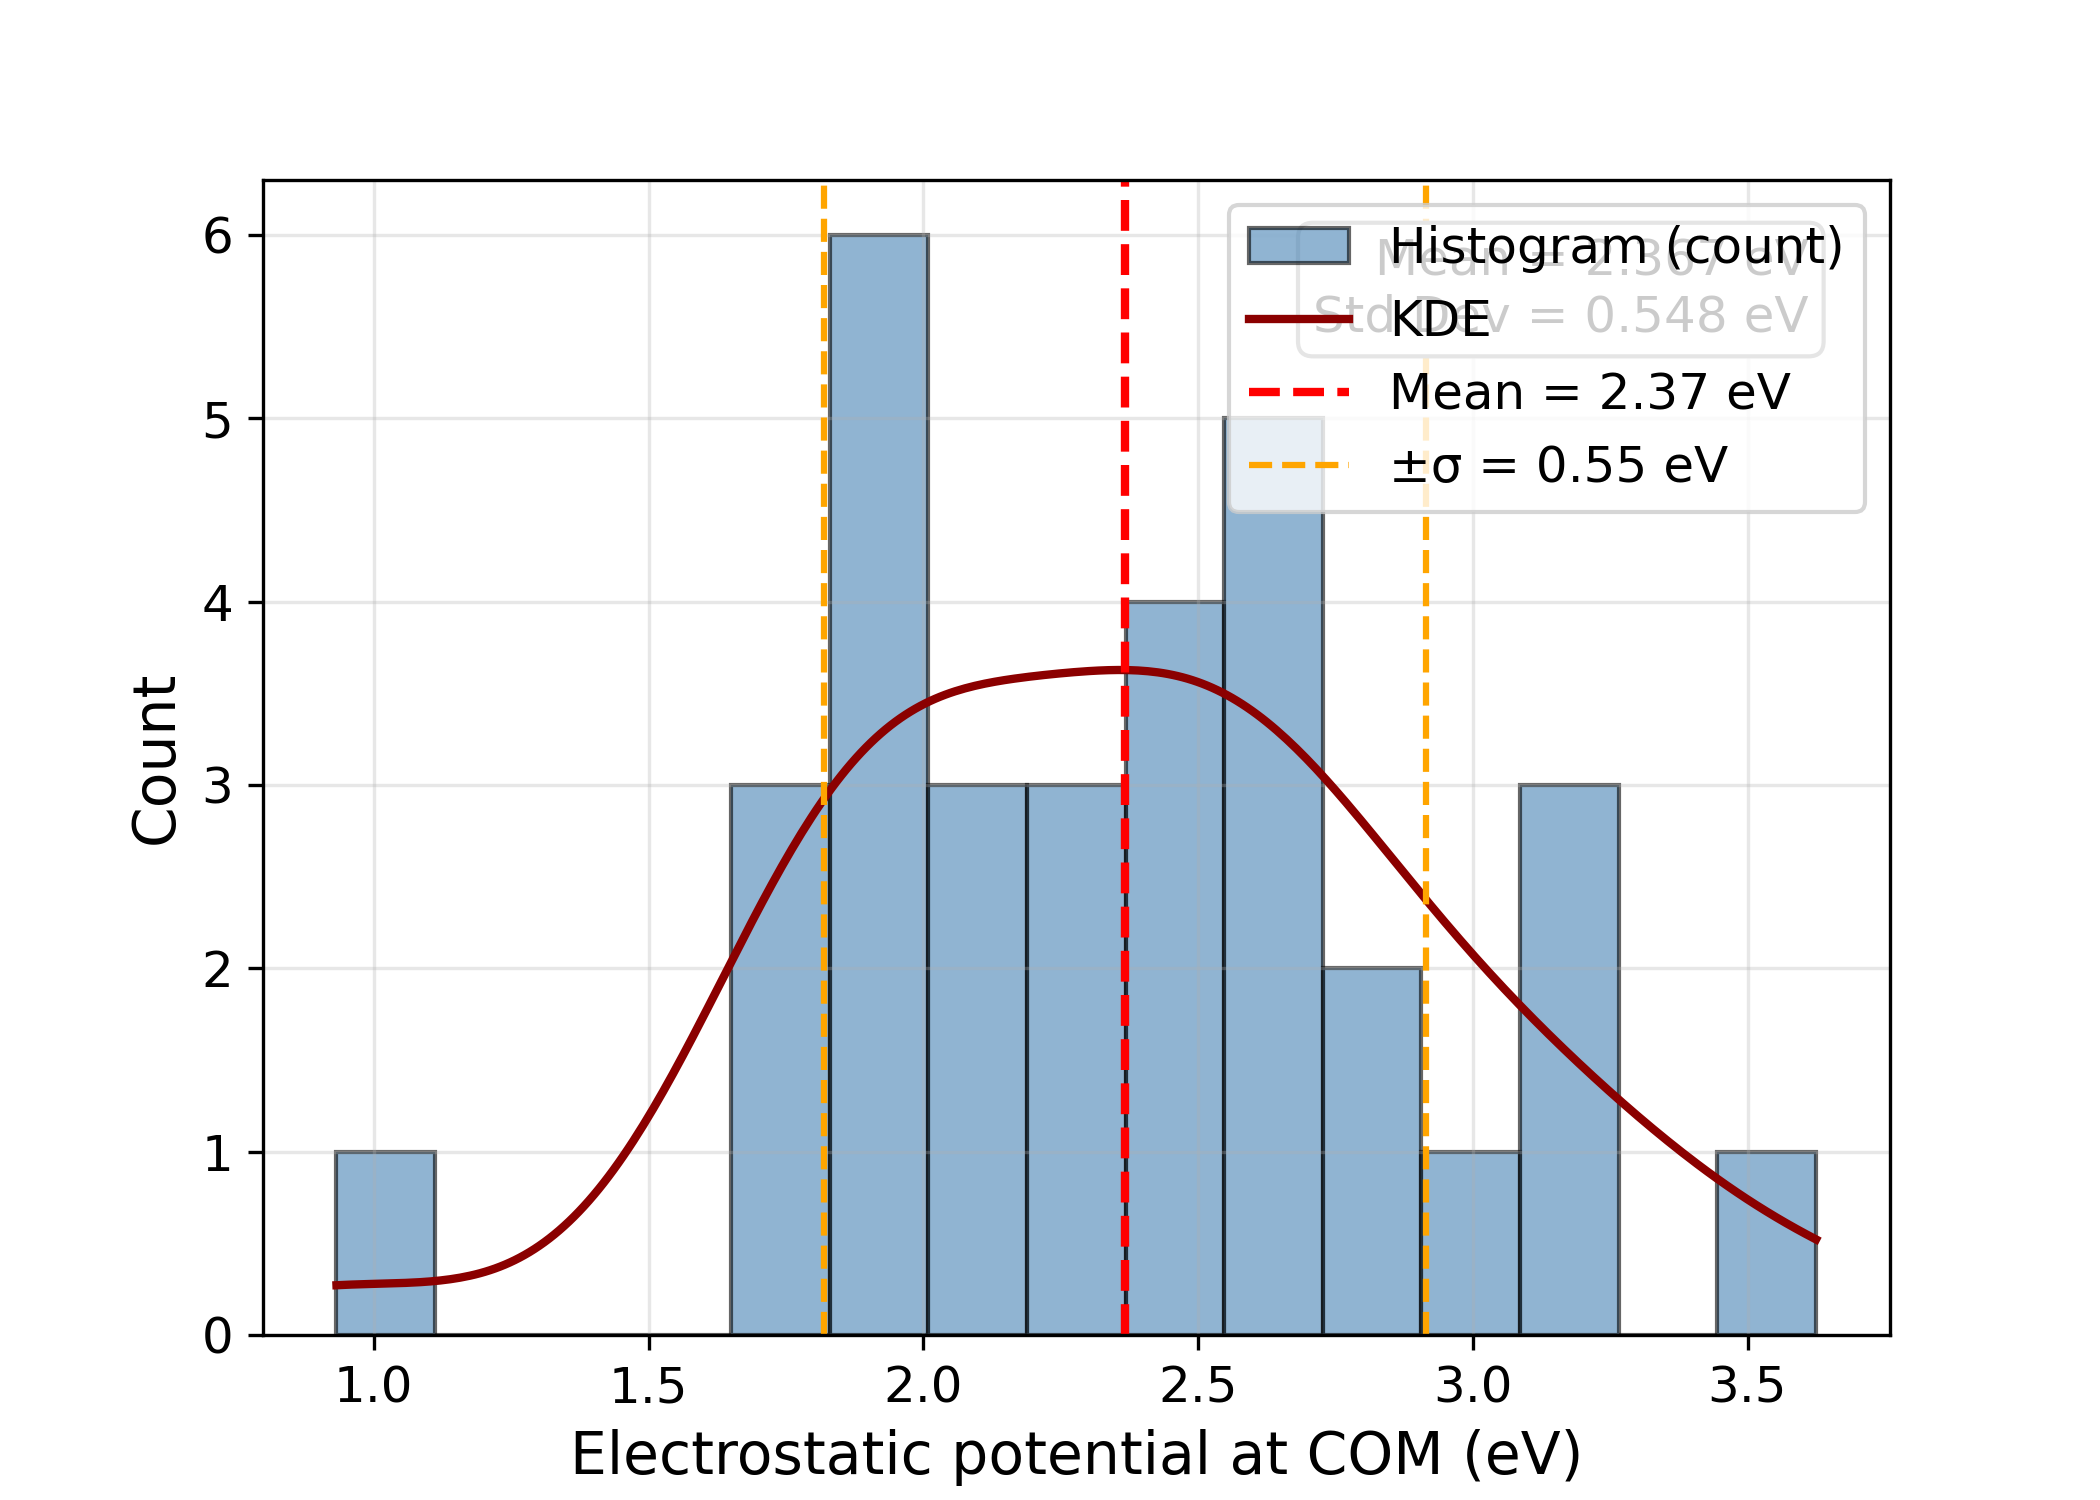 Histogram (count)
KDE
Mean = 2.37 eV
±σ = 0.55 eV
Mean = 2.367 eV
Std Dev = 0.548 eV
6
5
4
3
2
1
0
Count
1.0 1.5 2.0 2.5 3.0 3.5
Electrostatic potential at COM (eV)